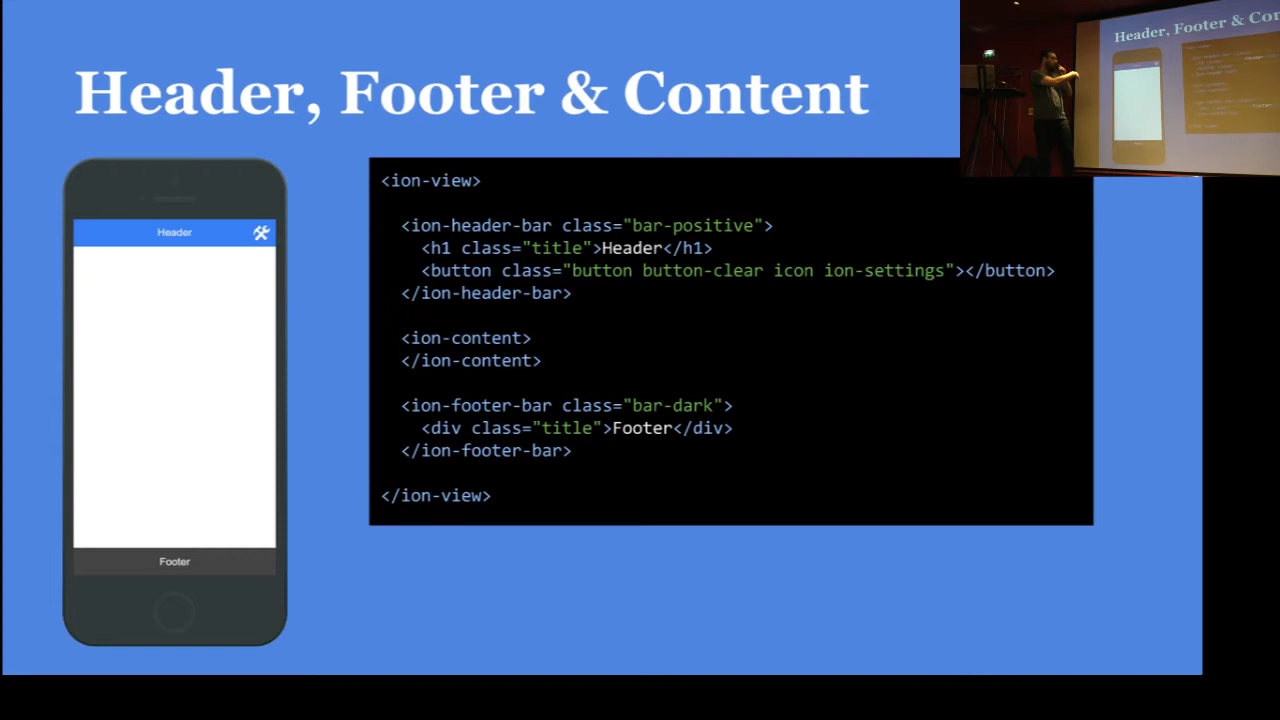 Header, Footer & Content
Header
Footer
<ion-view>
<ion-header-bar class="bar-positive">
<h1 class="title">Header</h1>
<button class="button button-clear icon ion-settings"></button>
</ion-header-bar>
<ion-content>
</ion-content>
<ion-footer-bar class="bar-dark">
<div class="title">Footer</div>
</ion-footer-bar>
</ion-view>
Header, Footer & Con